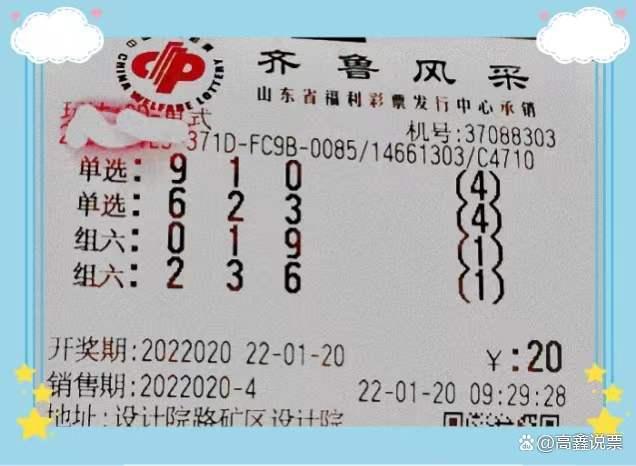 CHINA WELFARE LOTTERY
齐鲁风采
山东省福利彩票发行中心承销
式
机号:37088303
371D-FC9B-0085/14661303/C4710
单选: 9 1 0 (4)
单选: 6 2 3 (4)
组六: 0 1 9 (1)
组六: 2 3 6 (1)
开奖期:2022020 22-01-20 ¥:20
销售期:2022020-4 22-01-20 09:29:28
地址:设计院路矿区设计院
高鑫说票